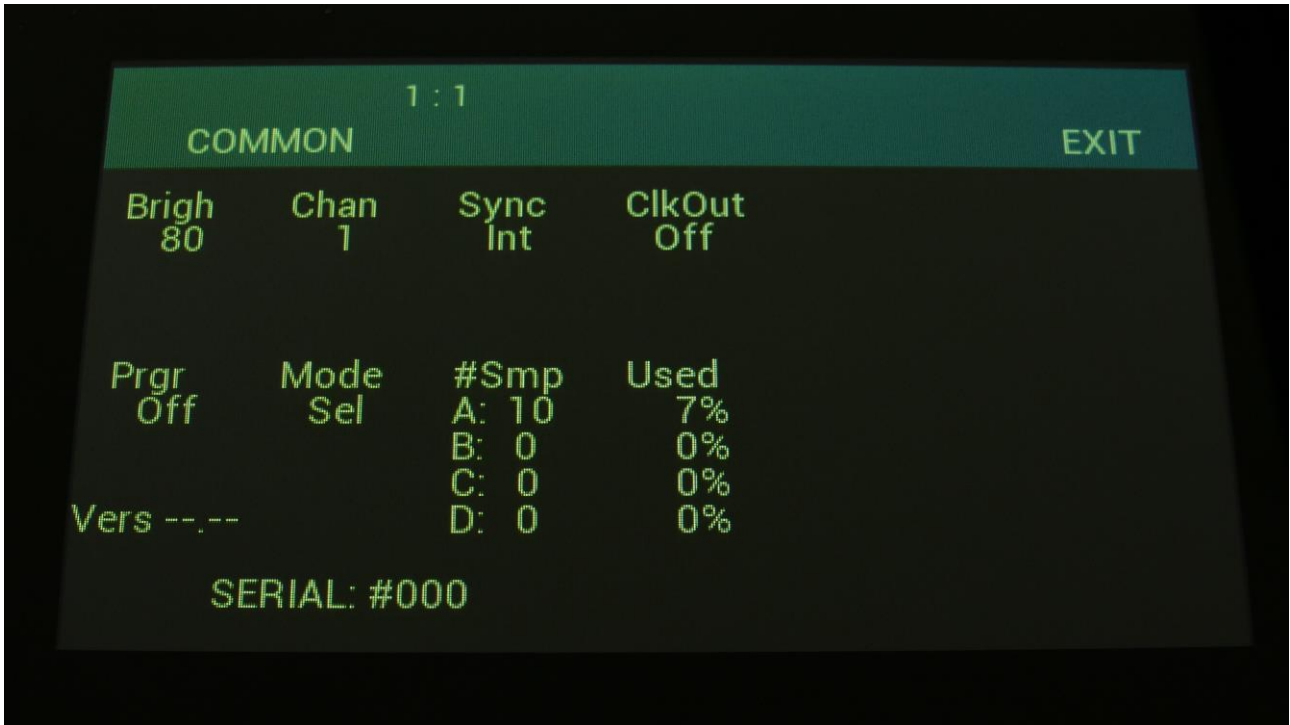 1 : 1
COMMON EXIT
Brigh Chan Sync ClkOut
80 1 Int Off
Prgr Mode #Smp Used
Off Sel A: 10 7%
B: 0 0%
C: 0 0%
Vers --.-- D: 0 0%
SERIAL: #000